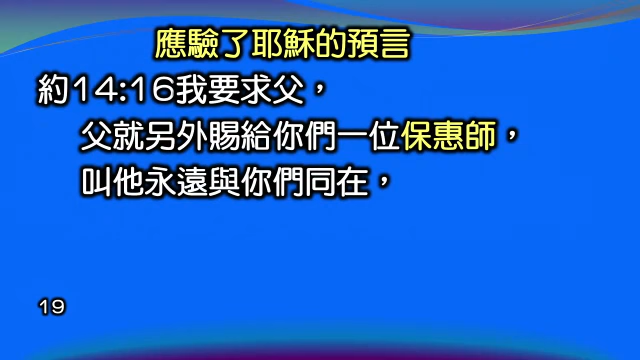 應驗了耶穌的預言
約14:16我要求父，
父就另外賜給你們一位保惠師，
叫他永遠與你們同在，
19